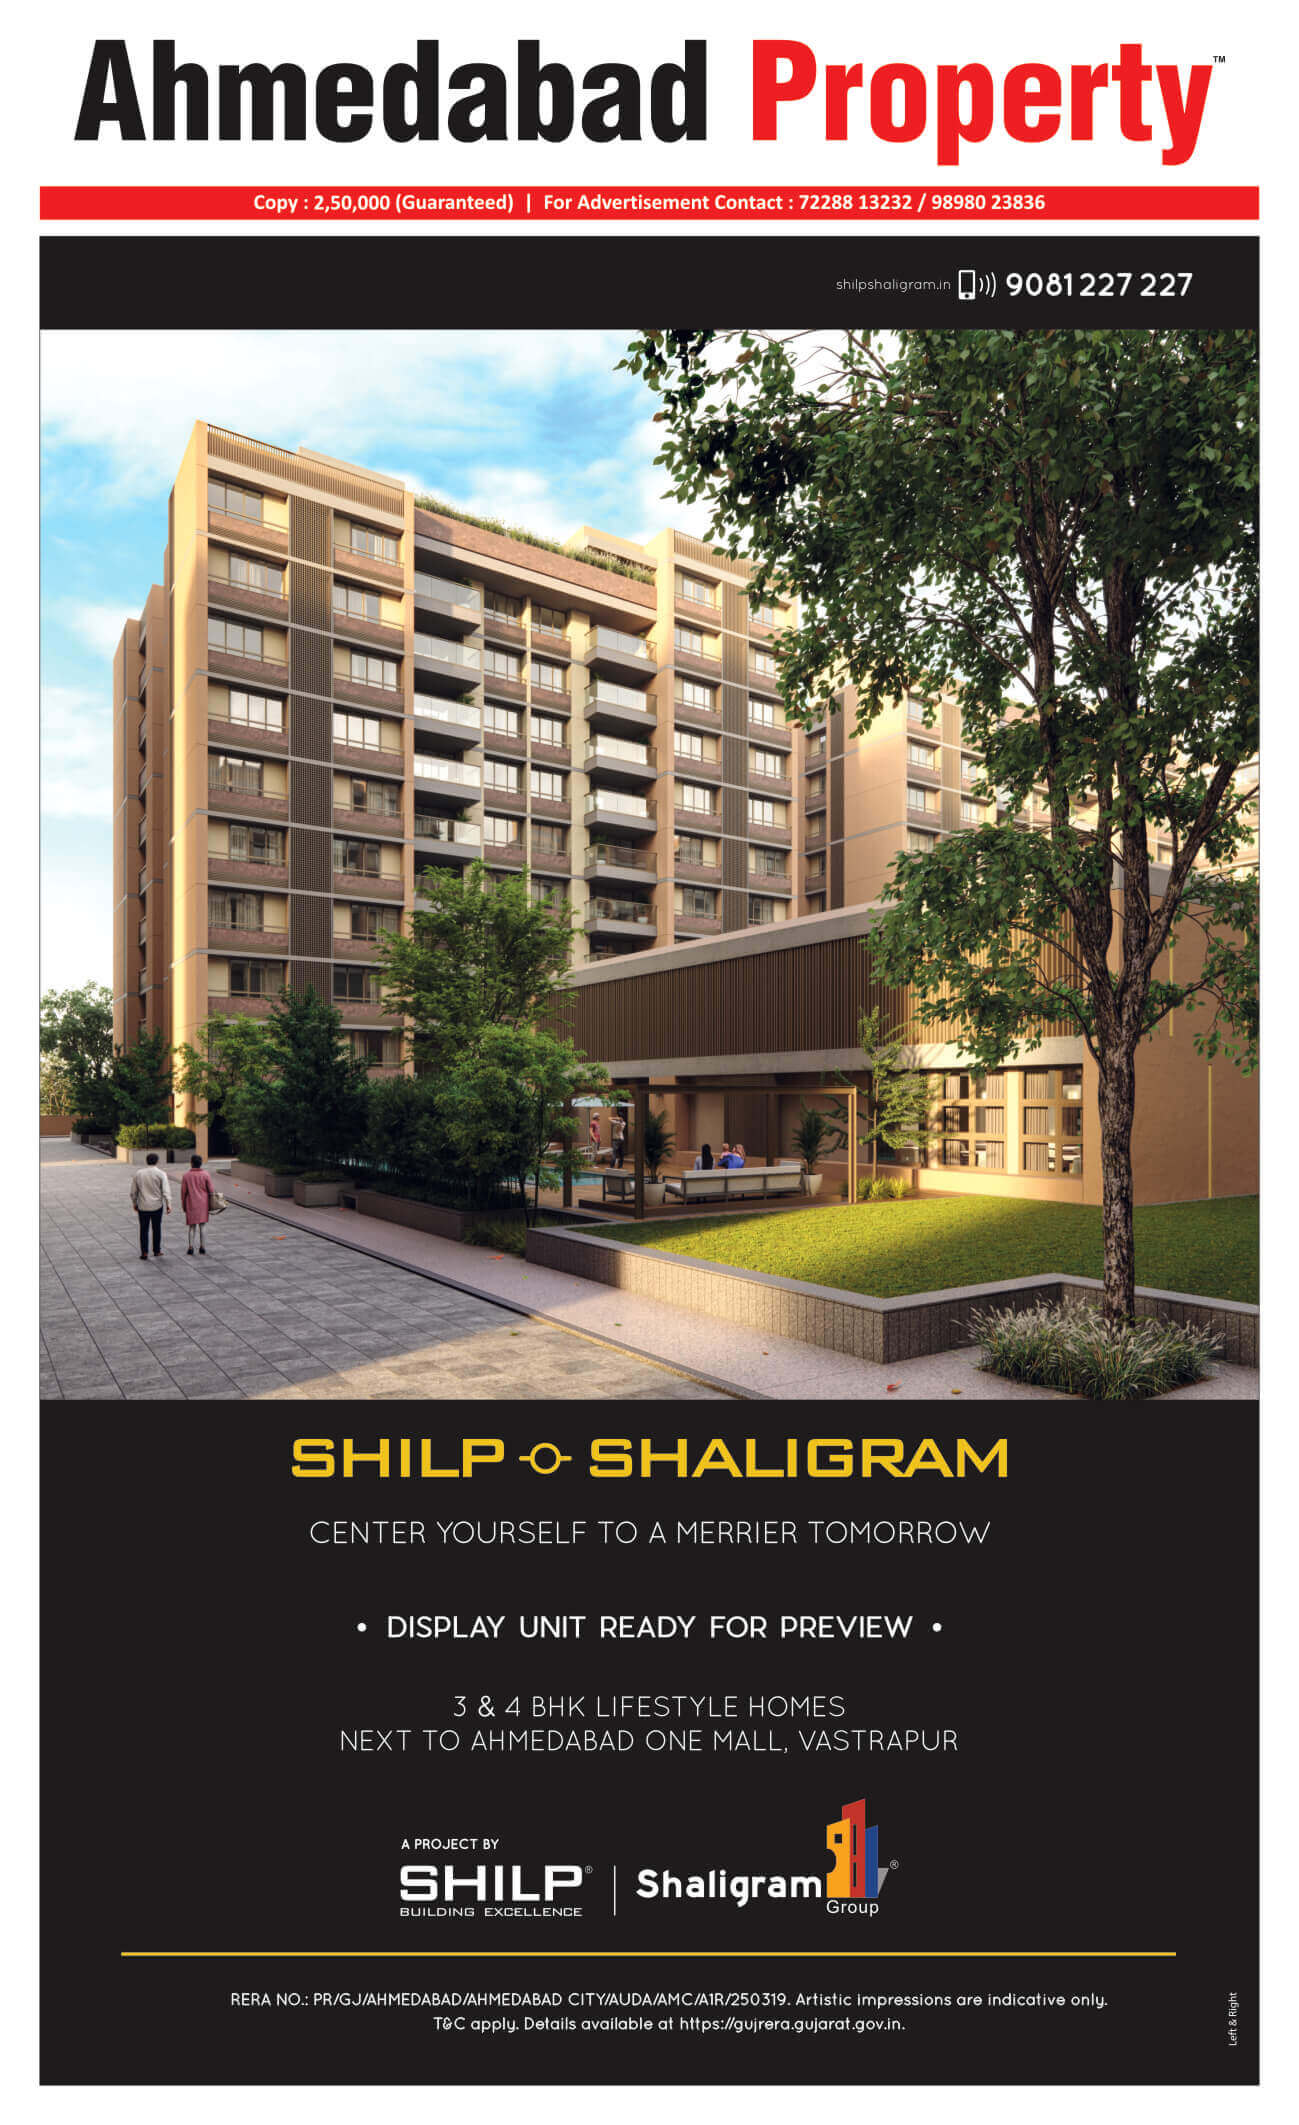 Ahmedabad Property™
Copy : 2,50,000 (Guaranteed) | For Advertisement Contact : 72288 13232 / 98980 23836
shilpshaligram.in 9081 227 227
SHILP SHALIGRAM
CENTER YOURSELF TO A MERRIER TOMORROW
• DISPLAY UNIT READY FOR PREVIEW •
3 & 4 BHK LIFESTYLE HOMES
NEXT TO AHMEDABAD ONE MALL, VASTRAPUR
A PROJECT BY
SHILP® | Shaligram®
BUILDING EXCELLENCE Group
RERA NO.: PR/GJ/AHMEDABAD/AHMEDABAD CITY/AUDA/AMC/A1R/250319. Artistic impressions are indicative only.
T&C apply. Details available at https://gujrera.gujarat.gov.in.
Left & Right